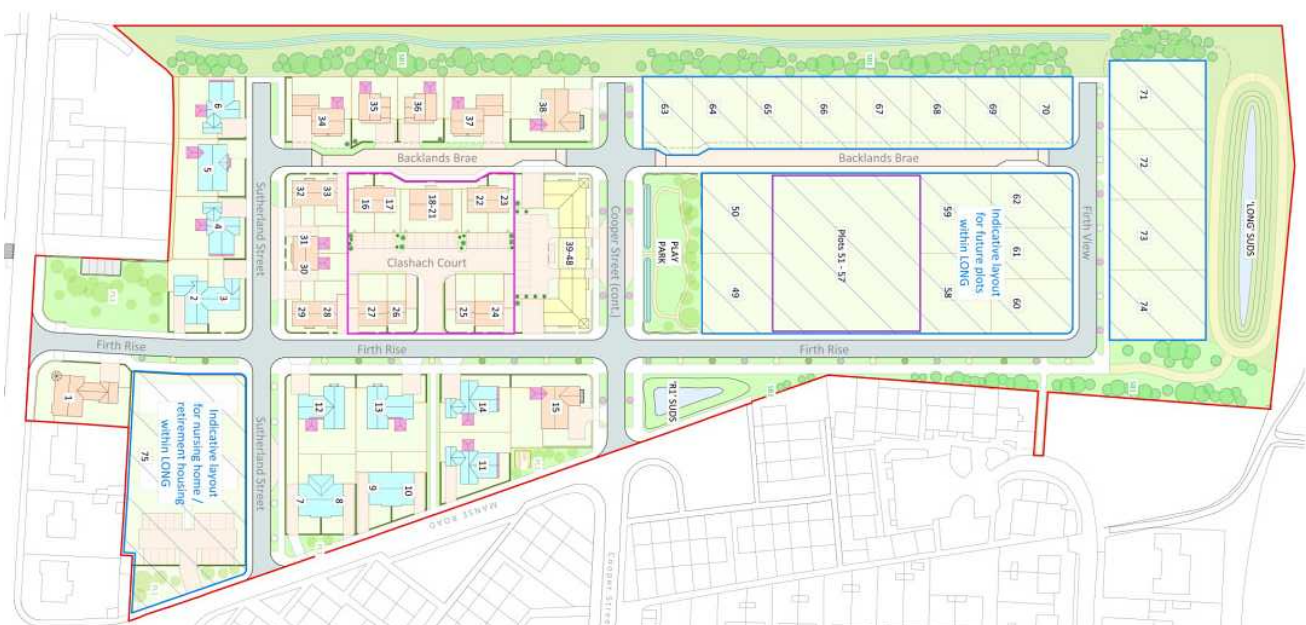 71
72
73
74
'LONG' SUDS
63
64
65
66
67
68
69
70
6
5
4
3
2
34
35
36
37
38
Backlands Brae
Backlands Brae
Sutherland Street
32
33
31
30
29
28
16
17
18-21
22
23
Clashach Court
27
26
25
24
39-48
Cooper Street (cont.)
PLAY
PARK
50
49
Plots 51 - 57
Indicative layout
for future plots
within LONG
62
61
60
59
58
Firth View
Firth Rise
Firth Rise
Firth Rise
1
Indicative layout
for nursing home /
retirement housing
within LONG
75
Sutherland Street
12
13
14
15
11
10
9
8
7
'R1' SUDS
MANSE ROAD